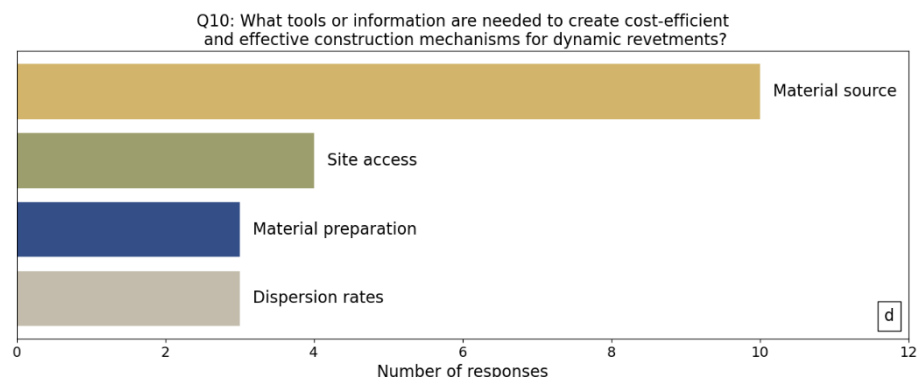 Q10: What tools or information are needed to create cost-efficient
and effective construction mechanisms for dynamic revetments?
Material source
Site access
Material preparation
Dispersion rates
d
0 2 4 6 8 10 12
Number of responses